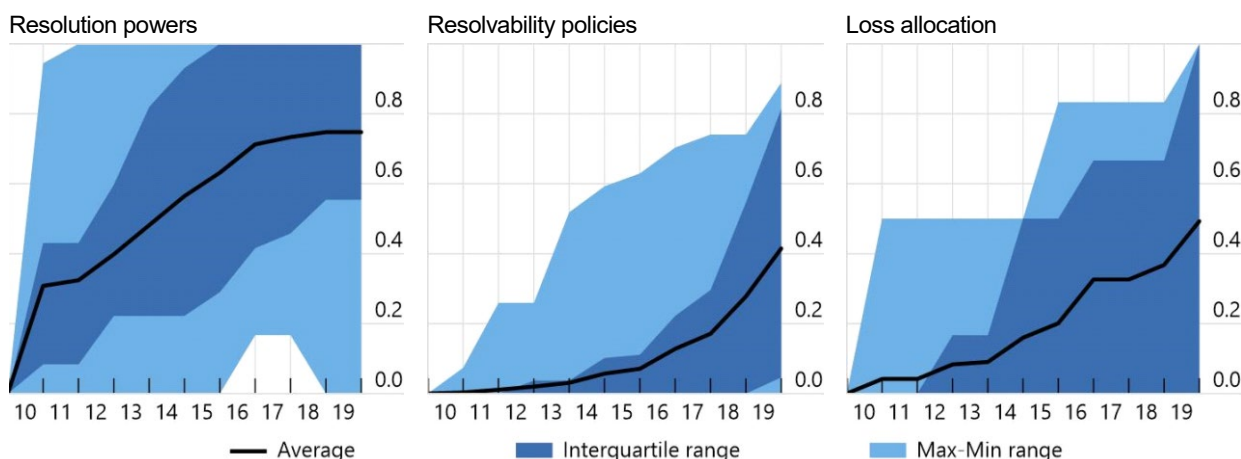 Resolution powers
Resolvability policies
Loss allocation
0.8
0.6
0.4
0.2
0.0
10 11 12 13 14 15 16 17 18 19
0.8
0.6
0.4
0.2
0.0
10 11 12 13 14 15 16 17 18 19
0.8
0.6
0.4
0.2
0.0
10 11 12 13 14 15 16 17 18 19
Average
Interquartile range
Max–Min range